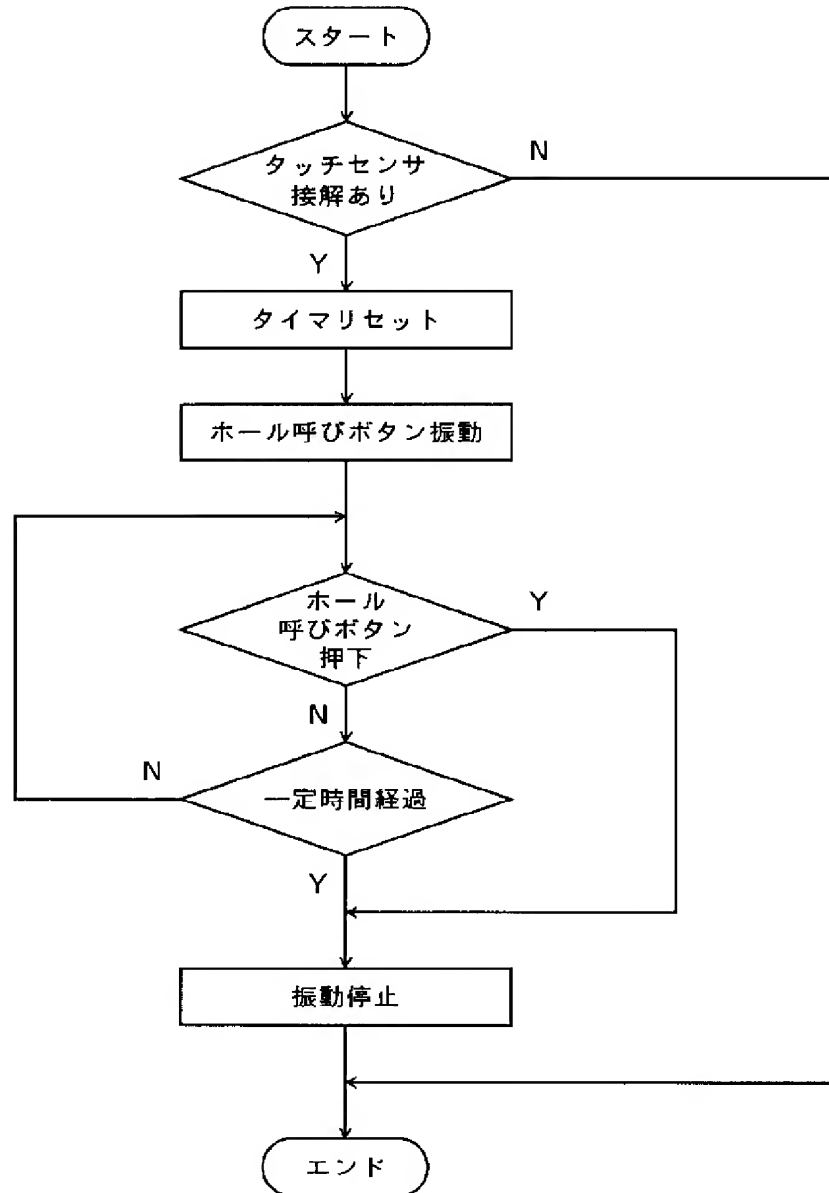 スタート
タッチセンサ
接解あり
N
Y
タイマリセット
ホール呼びボタン振動
ホール
呼びボタン
押下
Y
N
一定時間経過
N
Y
振動停止
エンド